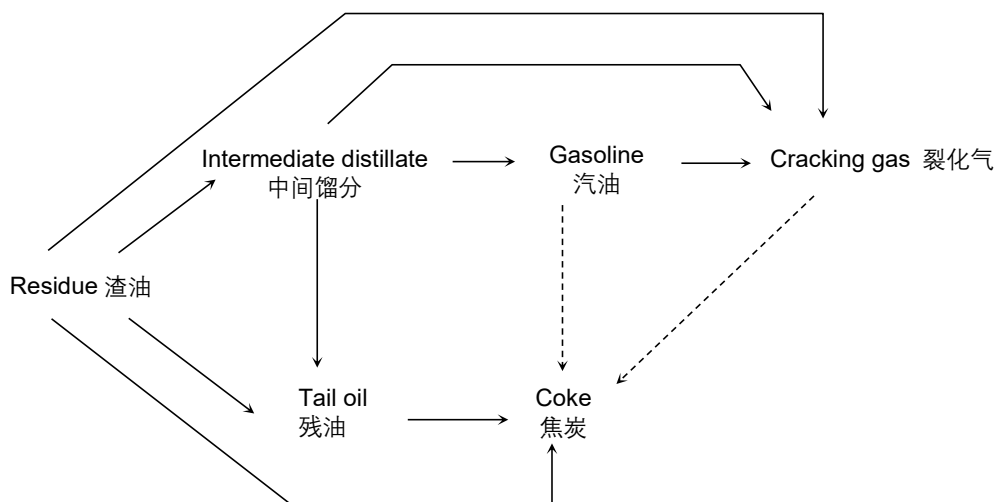 Intermediate distillate
中间馏分
Gasoline
汽油
Cracking gas 裂化气
Residue 渣油
Tail oil
残油
Coke
焦炭